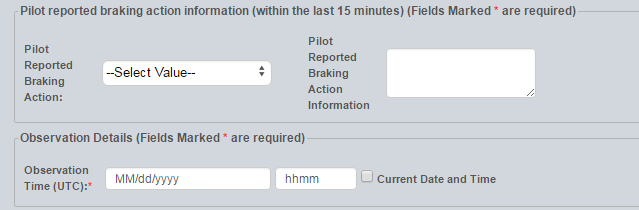 Pilot reported braking action information (within the last 15 minutes) (Fields Marked * are required)
Pilot Reported Braking Action:
--Select Value--
Pilot Reported Braking Action Information
Observation Details (Fields Marked * are required)
Observation Time (UTC):*
MM/dd/yyyy
hhmm
Current Date and Time